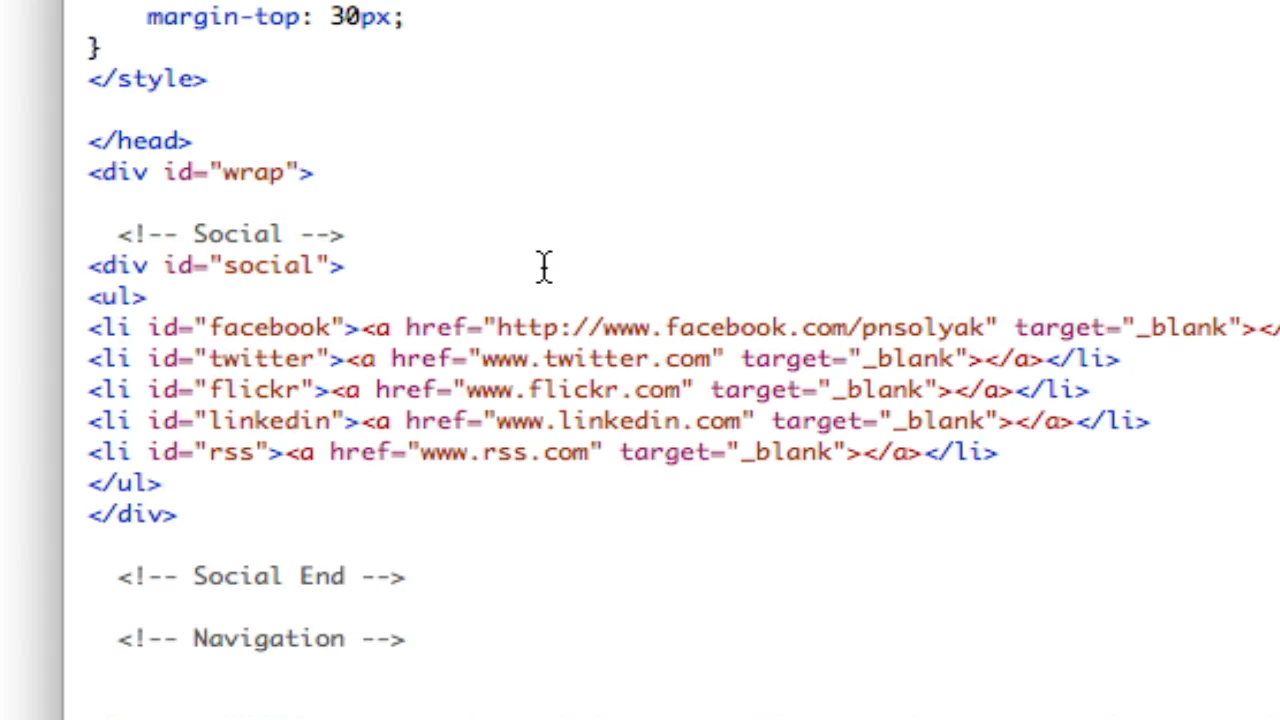 margin-top: 30px;
}
</style>
</head>
<div id="wrap">
<!-- Social -->
<div id="social">
<ul>
<li id="facebook"><a href="http://www.facebook.com/pnsolyak" target="_blank"></
<li id="twitter"><a href="www.twitter.com" target="_blank"></a></li>
<li id="flickr"><a href="www.flickr.com" target="_blank"></a></li>
<li id="linkedin"><a href="www.linkedin.com" target="_blank"></a></li>
<li id="rss"><a href="www.rss.com" target="_blank"></a></li>
</ul>
</div>
<!-- Social End -->
<!-- Navigation -->